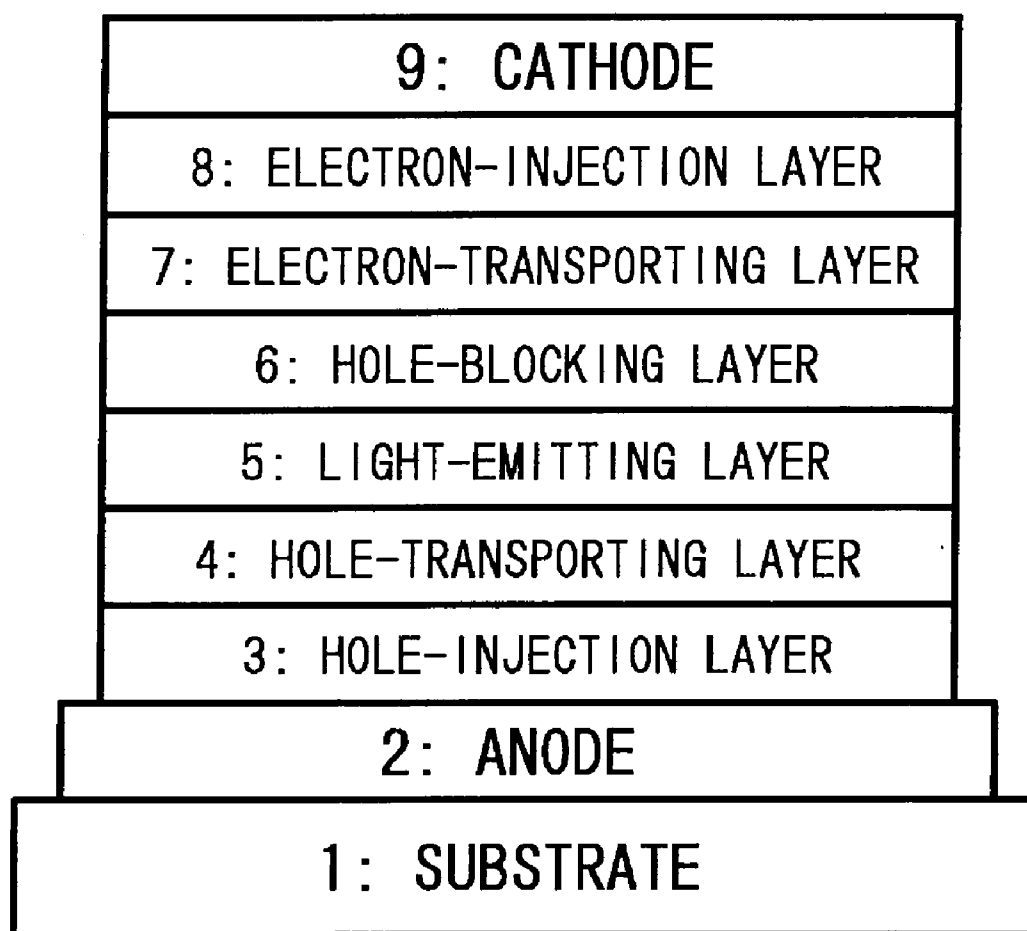 9: CATHODE
8: ELECTRON-INJECTION LAYER
7: ELECTRON-TRANSPORTING LAYER
6: HOLE-BLOCKING LAYER
5: LIGHT-EMITTING LAYER
4: HOLE-TRANSPORTING LAYER
3: HOLE-INJECTION LAYER
2: ANODE
1: SUBSTRATE